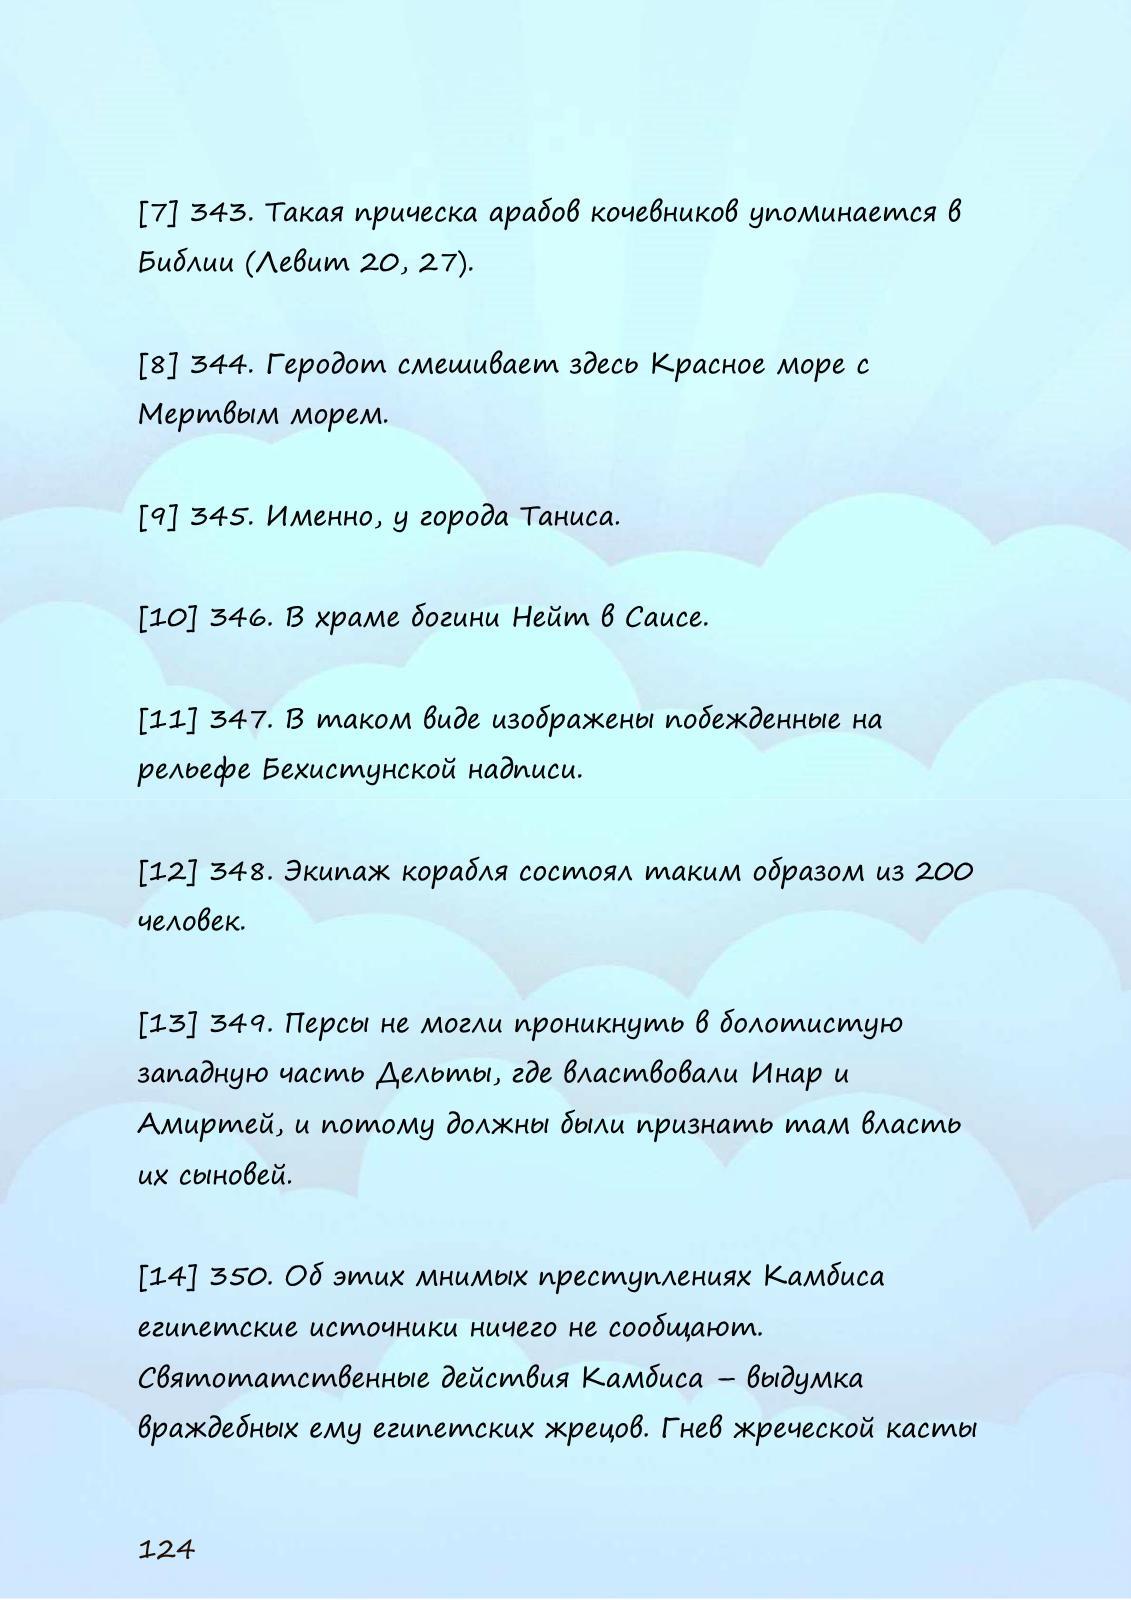 [7] 343. Такая прическа арабов кочевников упоминается в
Библии (Левит 20, 27).
[8] 344. Геродот смешивает здесь Красное море с
Мертвым морем.
[9] 345. Именно, у города Таниса.
[10] 346. В храме богини Нейт в Саисе.
[11] 347. В таком виде изображены побежденные на
рельефе Бехистунской надписи.
[12] 348. Экипаж корабля состоял таким образом из 200
человек.
[13] 349. Персы не могли проникнуть в болотистую
западную часть Дельты, где властвовали Инар и
Амиртей, и потому должны были признать там власть
их сыновей.
[14] 350. Об этих мнимых преступлениях Камбиса
египетские источники ничего не сообщают.
Святотатственные действия Камбиса – выдумка
враждебных ему египетских жрецов. Гнев жреческой касты
124